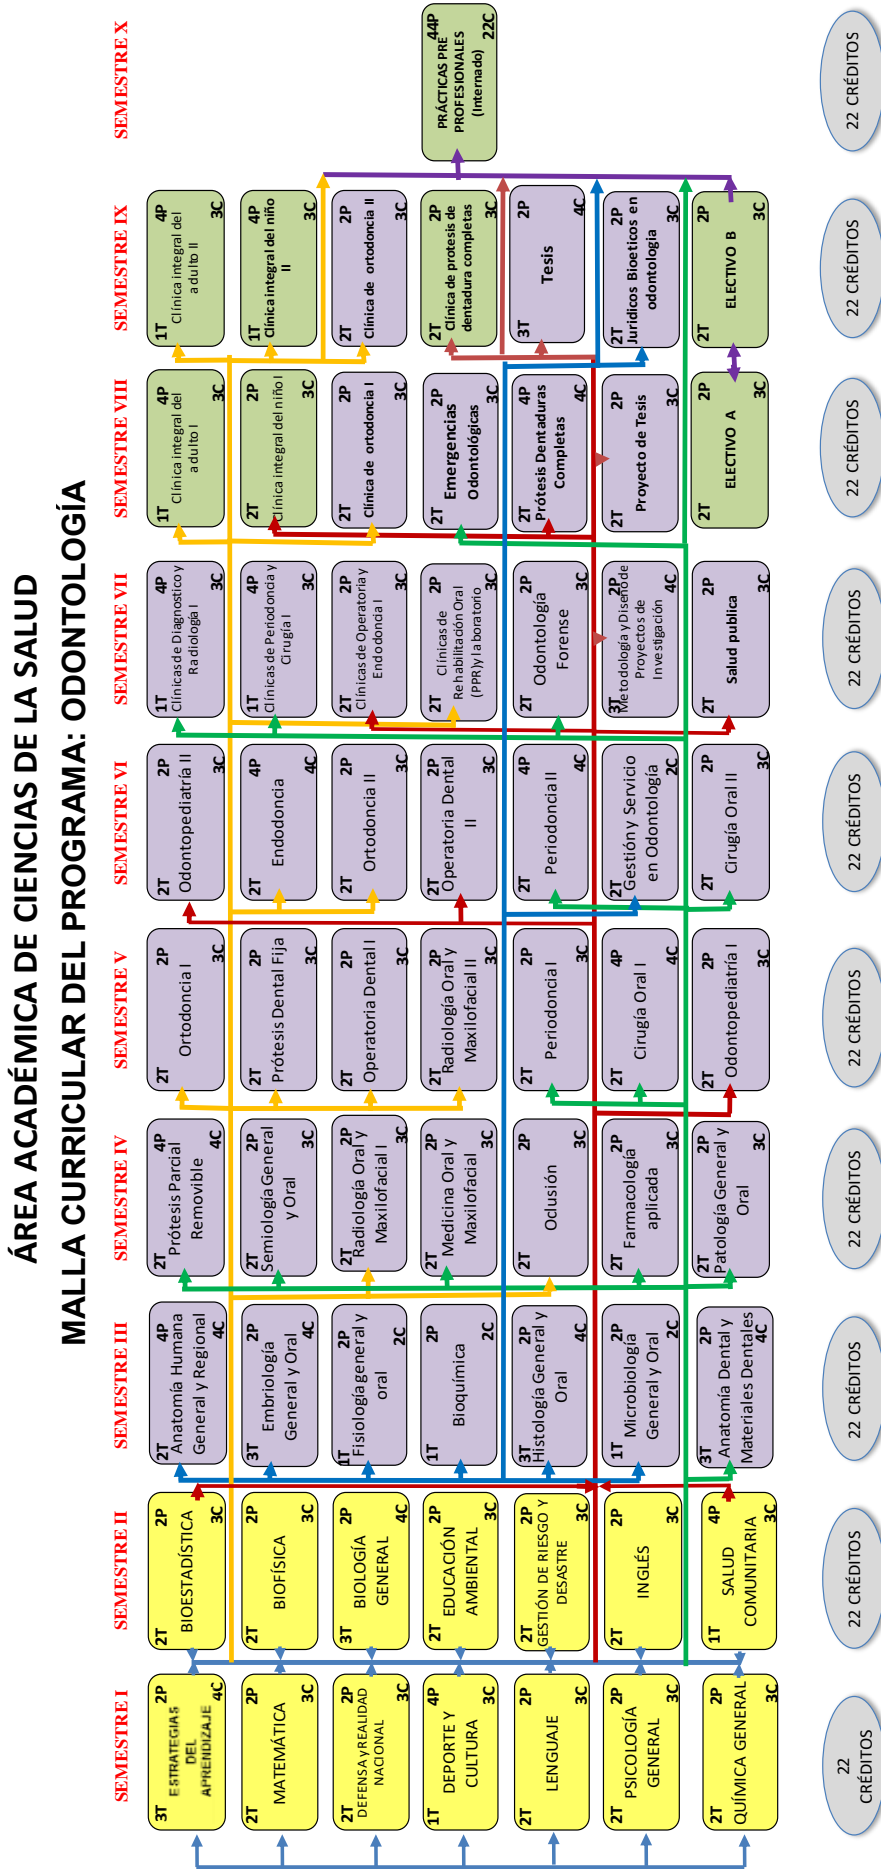 ÁREA ACADÉMICA DE CIENCIAS DE LA SALUD
MALLA CURRICULAR DEL PROGRAMA: ODONTOLOGÍA
SEMESTRE I
3T
2P
ESTRATEGIAS
DEL
APRENDIZAJE
4C
2T
2P
MATEMÁTICA
3C
2T
2P
DEFENSA y REALIDAD
NACIONAL
3C
1T
4P
DEPORTE Y
CULTURA
3C
2T
2P
LENGUAJE
3C
2T
2P
PSICOLOGÍA
GENERAL
3C
2T
2P
QUÍMICA GENERAL
3C
22
CRÉDITOS
SEMESTRE II
2T
2P
BIOESTADÍSTICA
3C
2T
2P
BIOFÍSICA
3C
3T
2P
BIOLOGÍA
GENERAL
4C
2T
2P
EDUCACIÓN
AMBIENTAL
3C
2T
2P
GESTIÓN DE RIESGO Y
DESASTRE
3C
2T
2P
INGLÉS
3C
1T
4P
SALUD
COMUNITARIA
3C
22 CRÉDITOS
SEMESTRE III
2T
4P
Anatomía Humana
General y Regional
4C
3T
2P
Embriología
General y Oral
4C
1T
2P
Fisiología general y
oral
2C
1T
2P
Bioquímica
2C
3T
2P
Histología General y
Oral
4C
1T
2P
Microbiología
General y Oral
2C
3T
2P
Anatomía Dental y
Materiales Dentales
4C
22 CRÉDITOS
SEMESTRE IV
2T
4P
Prótesis Parcial
Removible
4C
2T
2P
Semiología General
y Oral
3C
2T
2P
Radiología Oral y
Maxilofacial I
3C
2T
2P
Medicina Oral y
Maxilofacial
3C
2T
2P
Oclusión
3C
2T
2P
Farmacología
aplicada
3C
2T
2P
Patología General y
Oral
3C
22 CRÉDITOS
SEMESTRE V
2T
2P
Ortodoncia I
3C
2T
2P
Prótesis Dental Fija
3C
2T
2P
Operatoria Dental I
3C
2T
2P
Radiología Oral y
Maxilofacial II
3C
2T
2P
Periodoncial I
3C
2T
4P
Cirugía Oral I
4C
2T
2P
Odontopediatría I
3C
22 CRÉDITOS
SEMESTRE VI
2T
2P
Odontopediatría II
3C
2T
4P
Endodoncia
4C
2T
2P
Ortodoncia II
3C
2T
2P
Operatoria Dental
II
3C
2T
4P
Periodoncia II
4C
2T
Gestión y Servicio
en Odontología
2C
2T
2P
Cirugía Oral II
3C
22 CRÉDITOS
SEMESTRE VII
1T
4P
Clínicas de Diagnostico y
Radiología I
3C
1T
4P
Clínicas de Periodoncia y
Cirugía I
3C
2T
2P
Clínicas de Operatoria y
Endodoncia I
3C
2T
2P
Clínicas de
Rehabilitación Oral
(PPR)y laboratorio
3C
2T
2P
Odontología
Forense
3C
3T
2P
Metodología y Diseño de
Proyectos de
Investigación
4C
2T
2P
Salud publica
3C
22 CRÉDITOS
SEMESTRE VIII
1T
4P
Clínica integral del
adulto I
3C
2T
2P
Clínica integral del niño I
3C
2T
2P
Clínica de ortodoncia I
3C
2T
2P
Emergencias
Odontológicas
3C
2T
4P
Prótesis Dentaduras
Completas
4C
2T
2P
Proyecto de Tesis
3C
2T
2P
ELECTIVO A
3C
22 CRÉDITOS
SEMESTRE IX
1T
4P
Clínica integral del
adulto II
3C
1T
4P
Clínica integral del niño
II
3C
2T
2P
Clínica de ortodoncia II
3C
2T
2P
Clínica de protesis de
dentadura completas
3C
3T
2P
Tesis
4C
2T
2P
Jurídicos Bioeticos en
odontologia
3C
2T
2P
ELECTIVO B
3C
22 CRÉDITOS
SEMESTRE X
44P
PRÁCTICAS PRE
PROFESIONALES
(Internado)
22C
22 CRÉDITOS